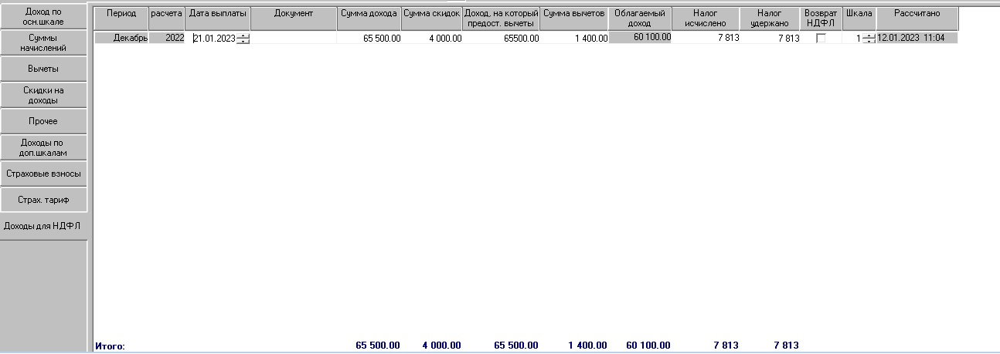 Доход по
осн.шкале
Суммы
начислений
Вычеты
Скидки на
доходы
Прочее
Доходы по
доп.шкалам
Страховые взносы
Страх. тариф
Доходы для НДФЛ
Период расчета Дата выплаты Документ Сумма дохода Сумма скидок Доход, на который предост. вычеты Сумма вычетов Облагаемый доход Налог исчислено Налог удержано Возврат НДФЛ Шкала Рассчитано
Декабрь 2022 21.01.2023 65 500.00 4 000.00 65500.00 1 400.00 60 100.00 7 813 7 813 1 12.01.2023 11:04
Итого: 65 500.00 4 000.00 65 500.00 1 400.00 60 100.00 7 813 7 813